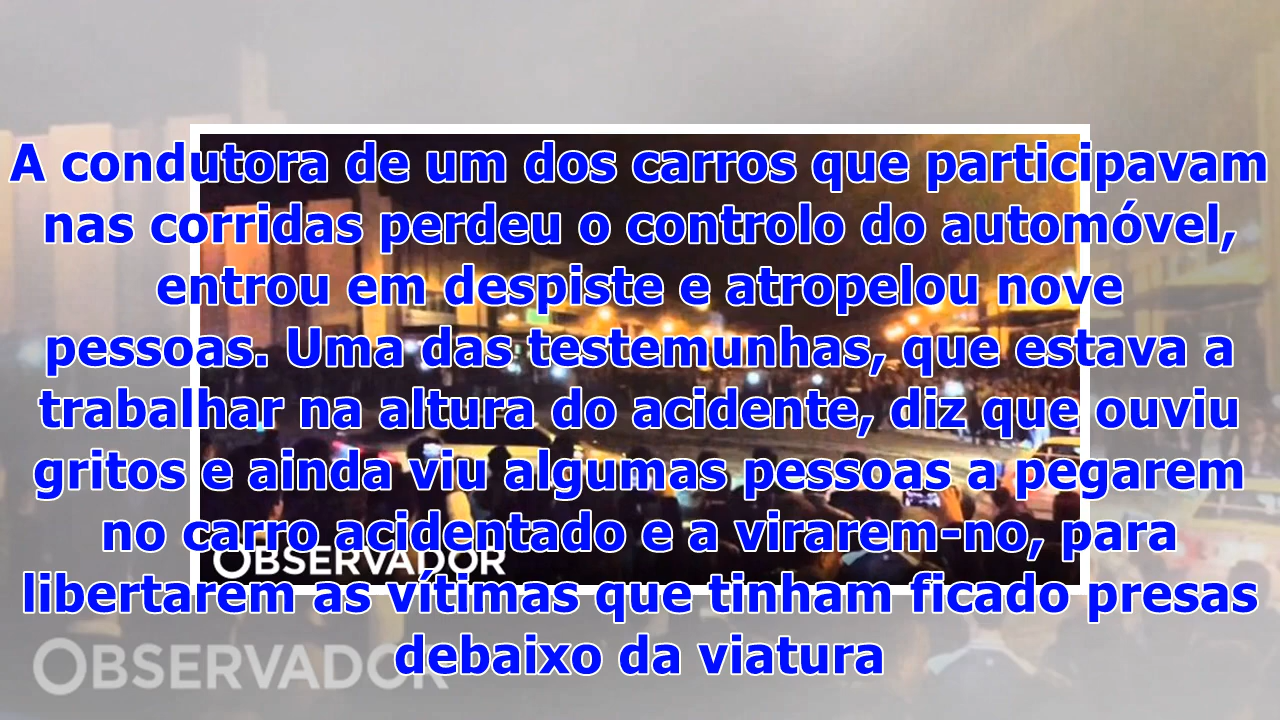 A condutora de um dos carros que participavam
nas corridas perdeu o controlo do automóvel,
entrou em despiste e atropelou nove
pessoas. Uma das testemunhas, que estava a
trabalhar na altura do acidente, diz que ouviu
gritos e ainda viu algumas pessoas a pegarem
no carro acidentado e a virarem-no, para
OBSERVADOR
libertarem as vítimas que tinham ficado presas
debaixo da viatura
OBSERVADOR